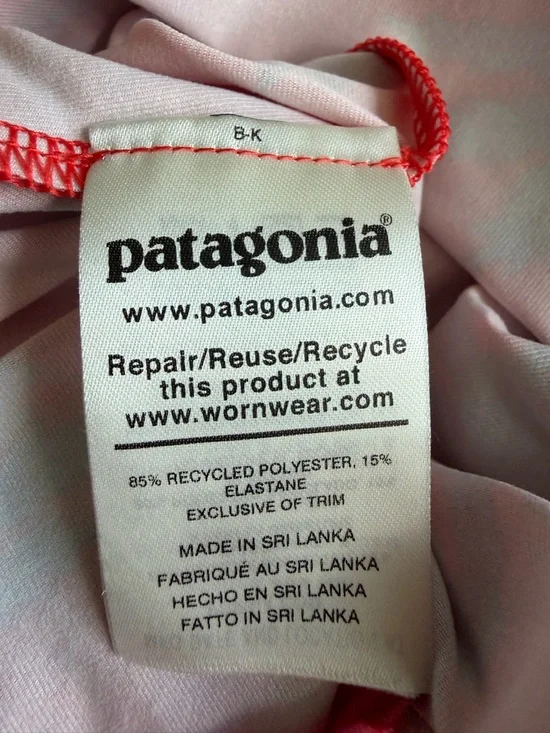 B-K
patagonia®
www.patagonia.com
Repair/Reuse/Recycle
this product at
www.wornwear.com
85% RECYCLED POLYESTER, 15%
ELASTANE
EXCLUSIVE OF TRIM
MADE IN SRI LANKA
FABRIQUÉ AU SRI LANKA
HECHO EN SRI LANKA
FATTO IN SRI LANKA